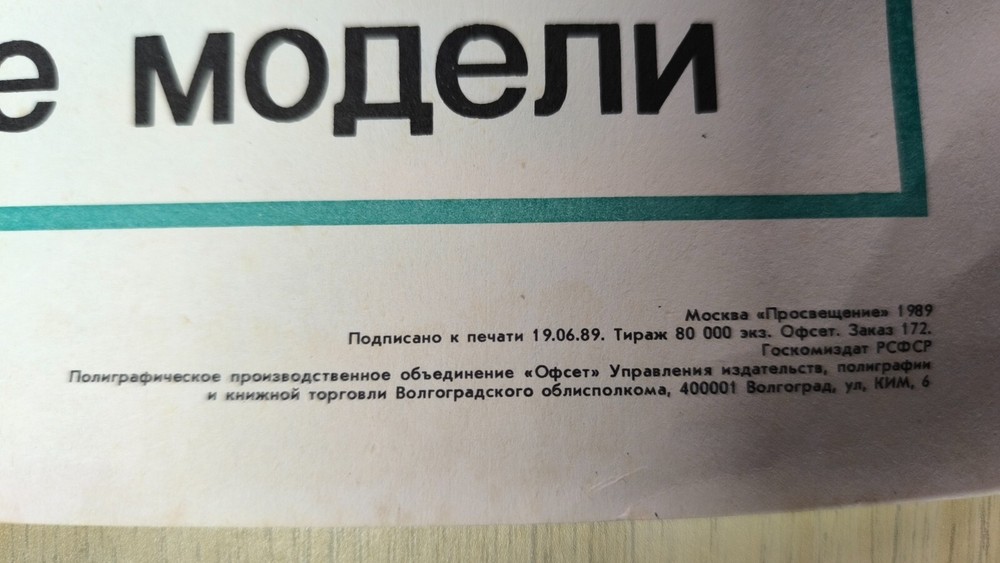 е модели
Москва «Просвещение» 1989
Подписано к печати 19.06.89. Тираж 80 000 экз. Офсет. Заказ 172.
Госкомиздат РСФСР
Полиграфическое производственное объединение «Офсет» Управления издательств, полиграфии
и книжной торговли Волгоградского облисполкома, 400001 Волгоград, ул, КИМ, 6